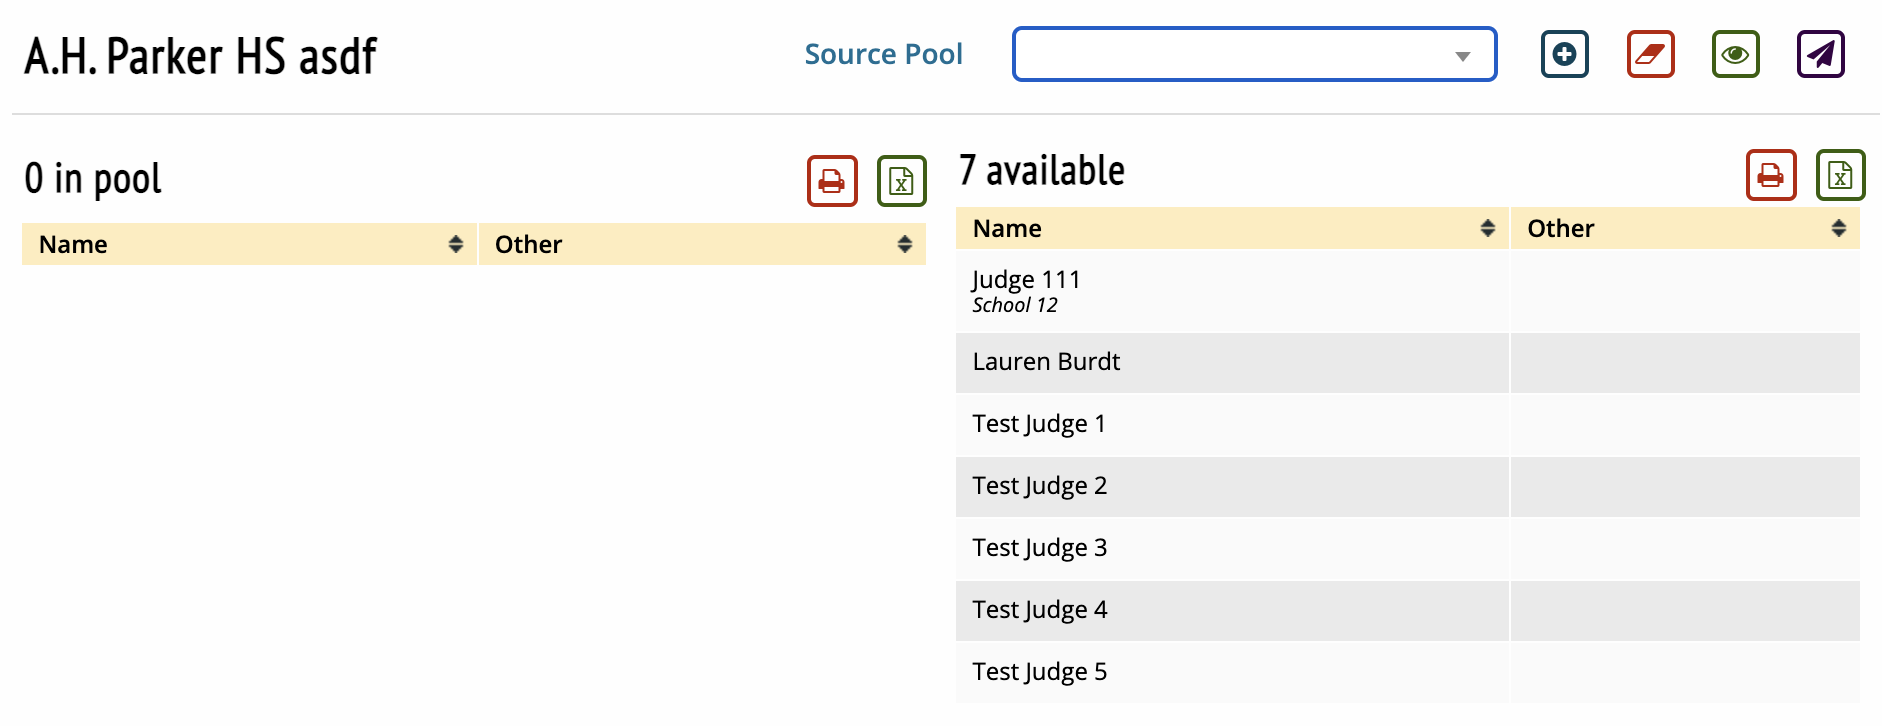 A.H. Parker HS asdf
Source Pool
0 in pool
Name
Other
7 available
Name
Other
Judge 111
School 12
Lauren Burdt
Test Judge 1
Test Judge 2
Test Judge 3
Test Judge 4
Test Judge 5